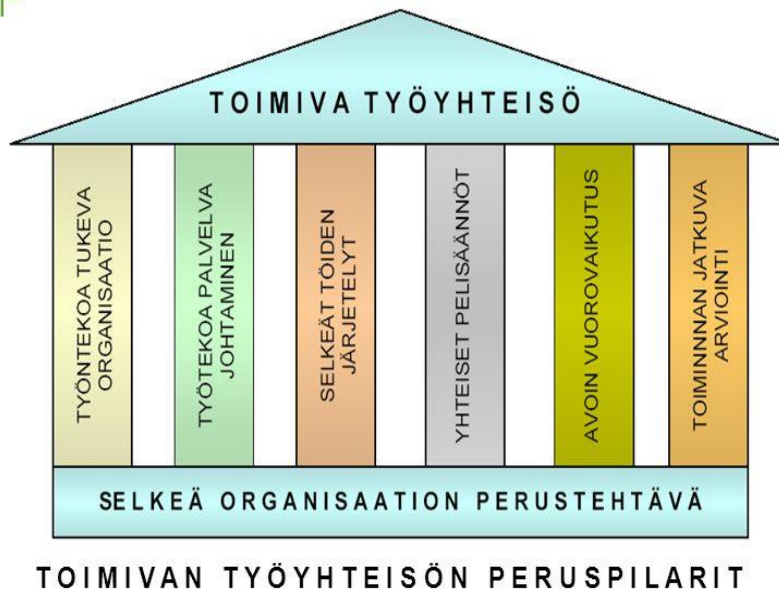 TOIMIVA TYÖYHTEISÖ
TYÖNTEKOA TUKEVA
ORGANISAATIO
TYÖTEKOA PALVELVA
JOHTAMINEN
SELKEÄT TÖIDEN
JÄRJETELYT
YHTEISET PELISÄÄNNÖT
AVOIN VUOROVAIKUTUS
TOIMINNNAN JATKUVA
ARVIOINTI
SELKEÄ ORGANISAATION PERUSTEHTÄVÄ
TOIMIVAN TYÖYHTEISÖN PERUSPILARIT